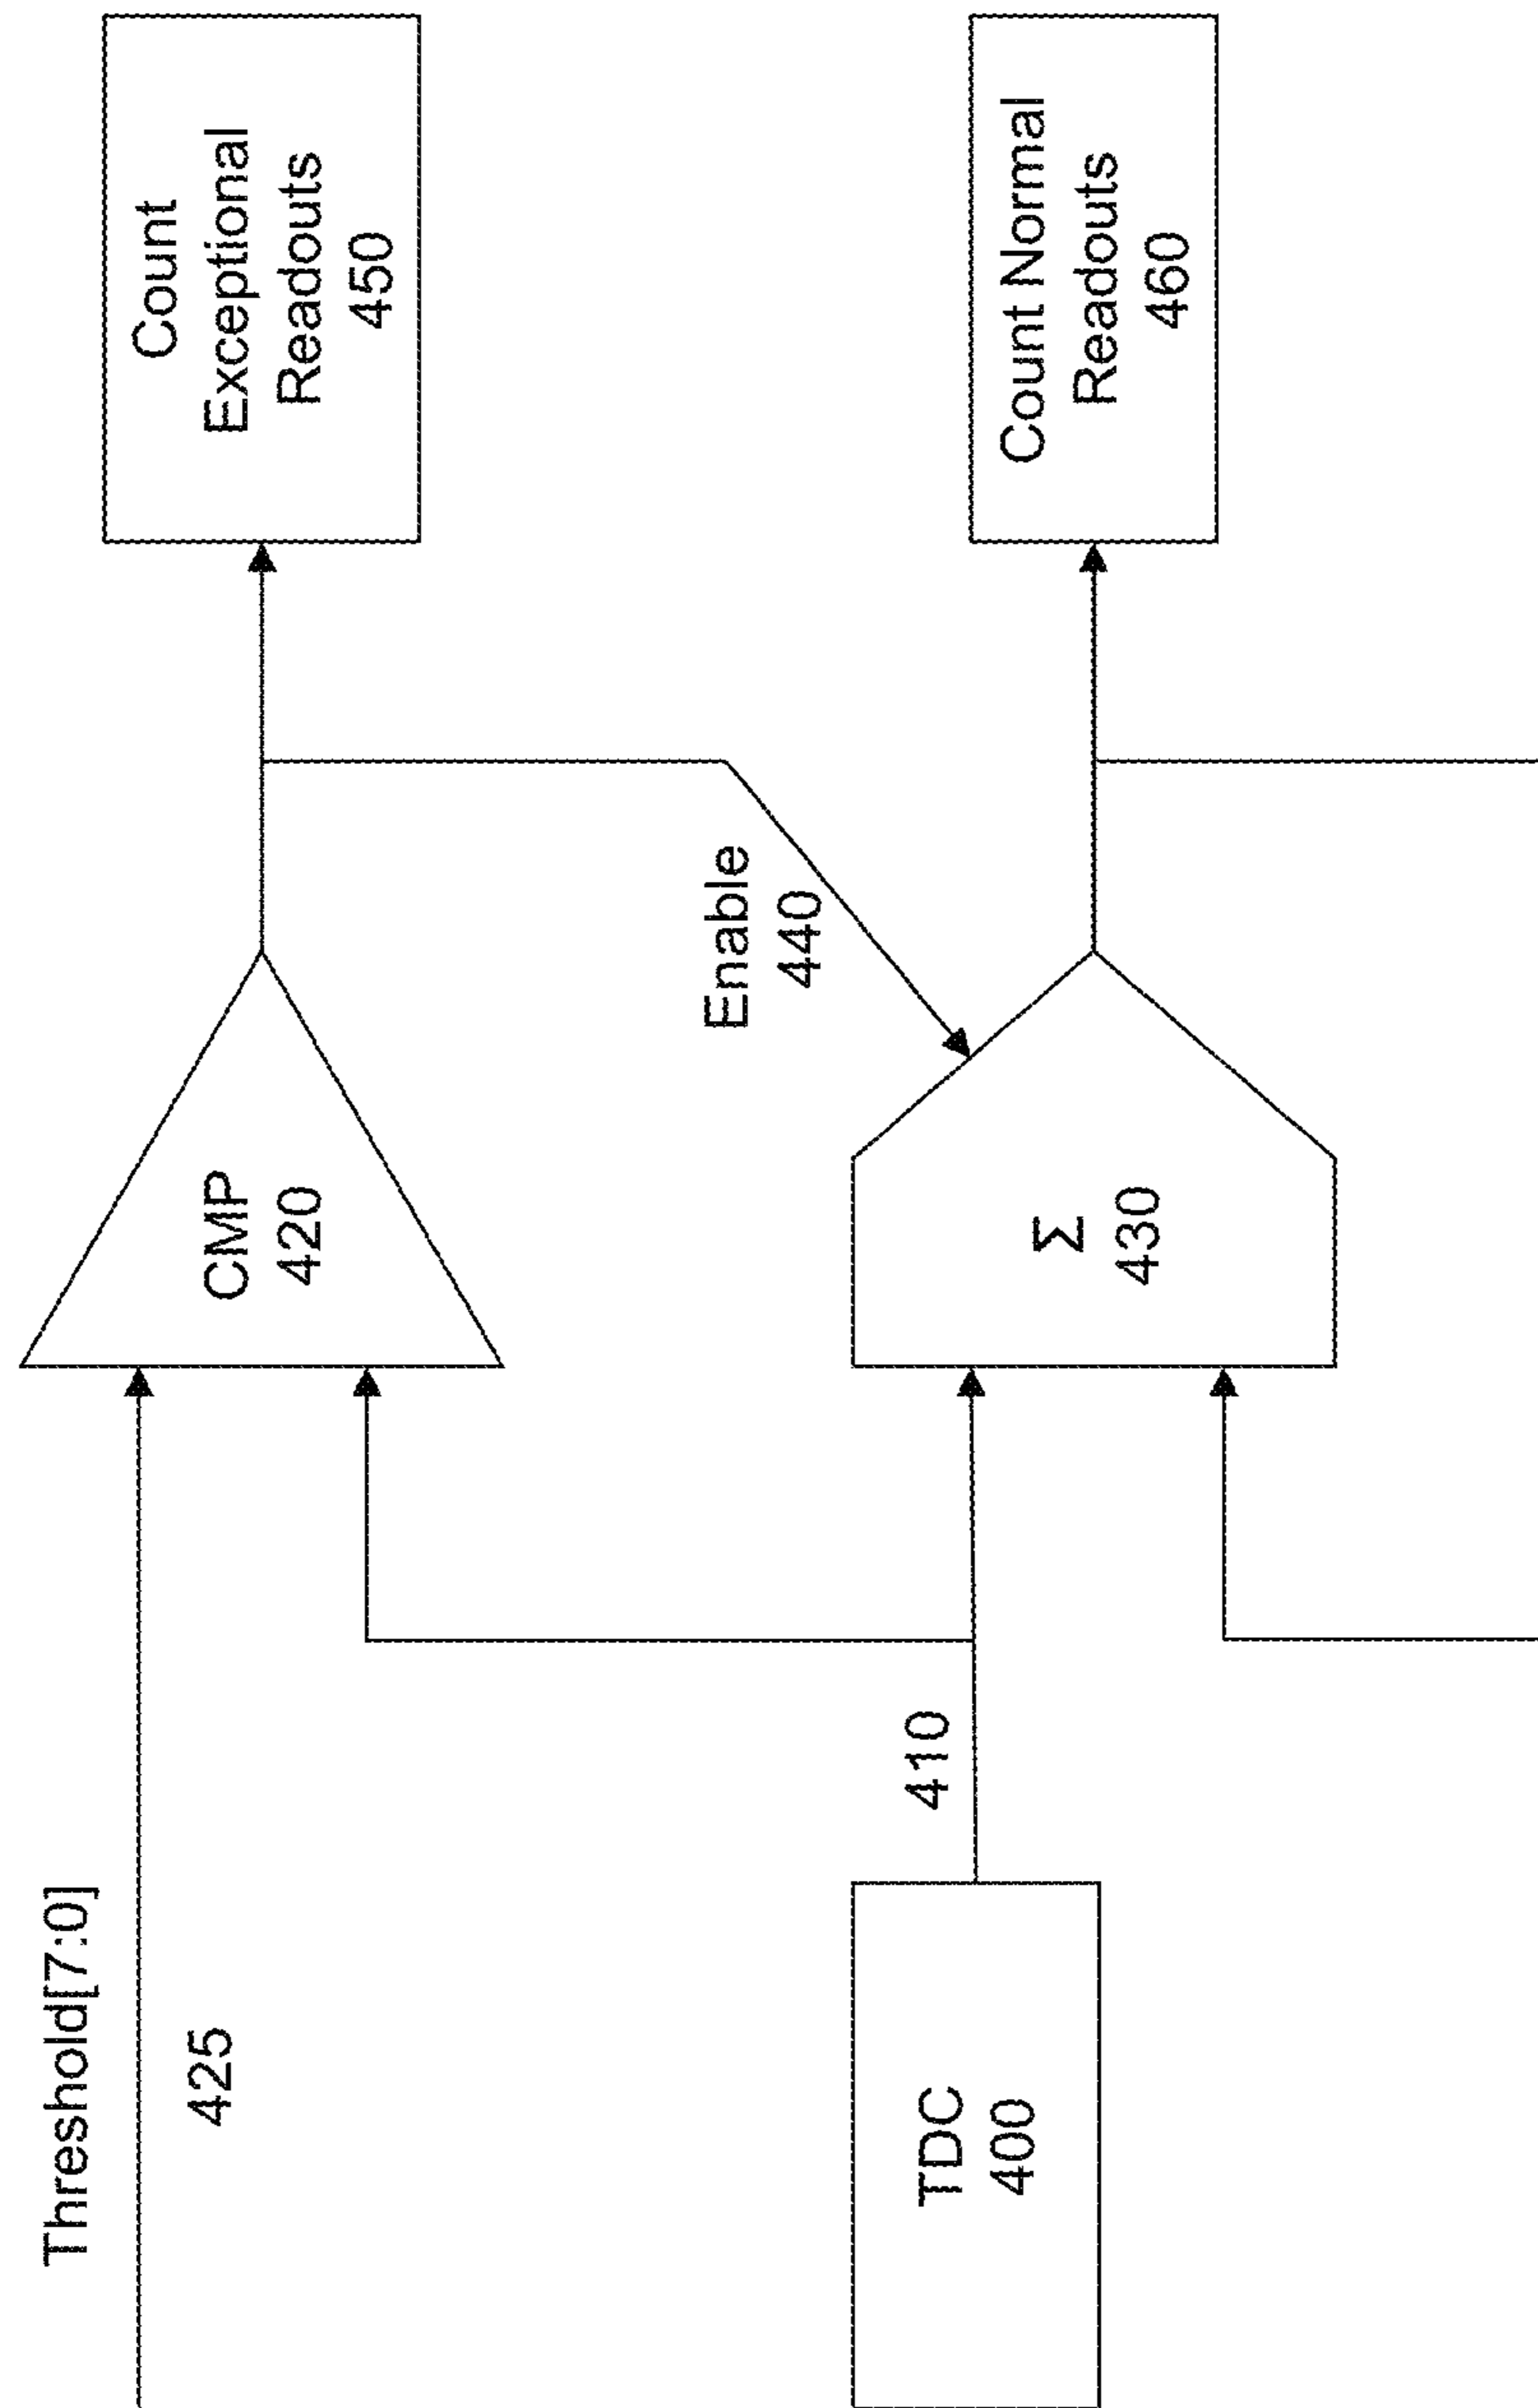 Threshold[7:0]
425
TDC
400
410
CMP
420
Σ
430
Enable
440
Count
Exceptional
Readouts
450
Count Normal
Readouts
460